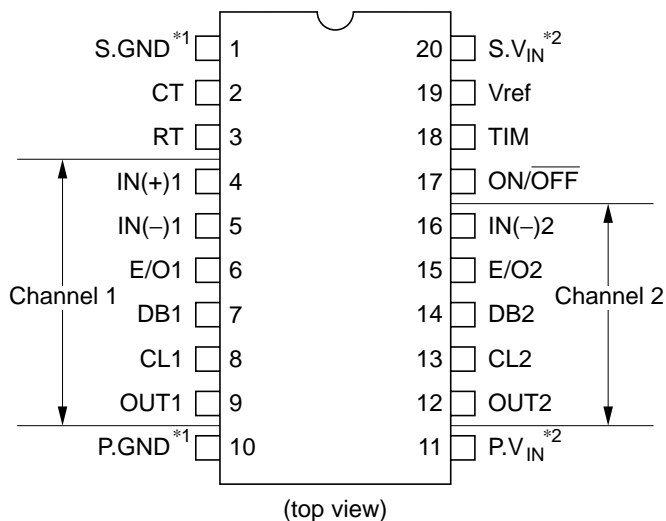 S.GND*1 1 20 S.VIN*2
CT 2 19 Vref
RT 3 18 TIM
IN(+)1 4 17 ON/OFF
IN(−)1 5 16 IN(−)2
E/O1 6 15 E/O2
Channel 1 Channel 2
DB1 7 14 DB2
CL1 8 13 CL2
OUT1 9 12 OUT2
P.GND*1 10 11 P.VIN*2
(top view)